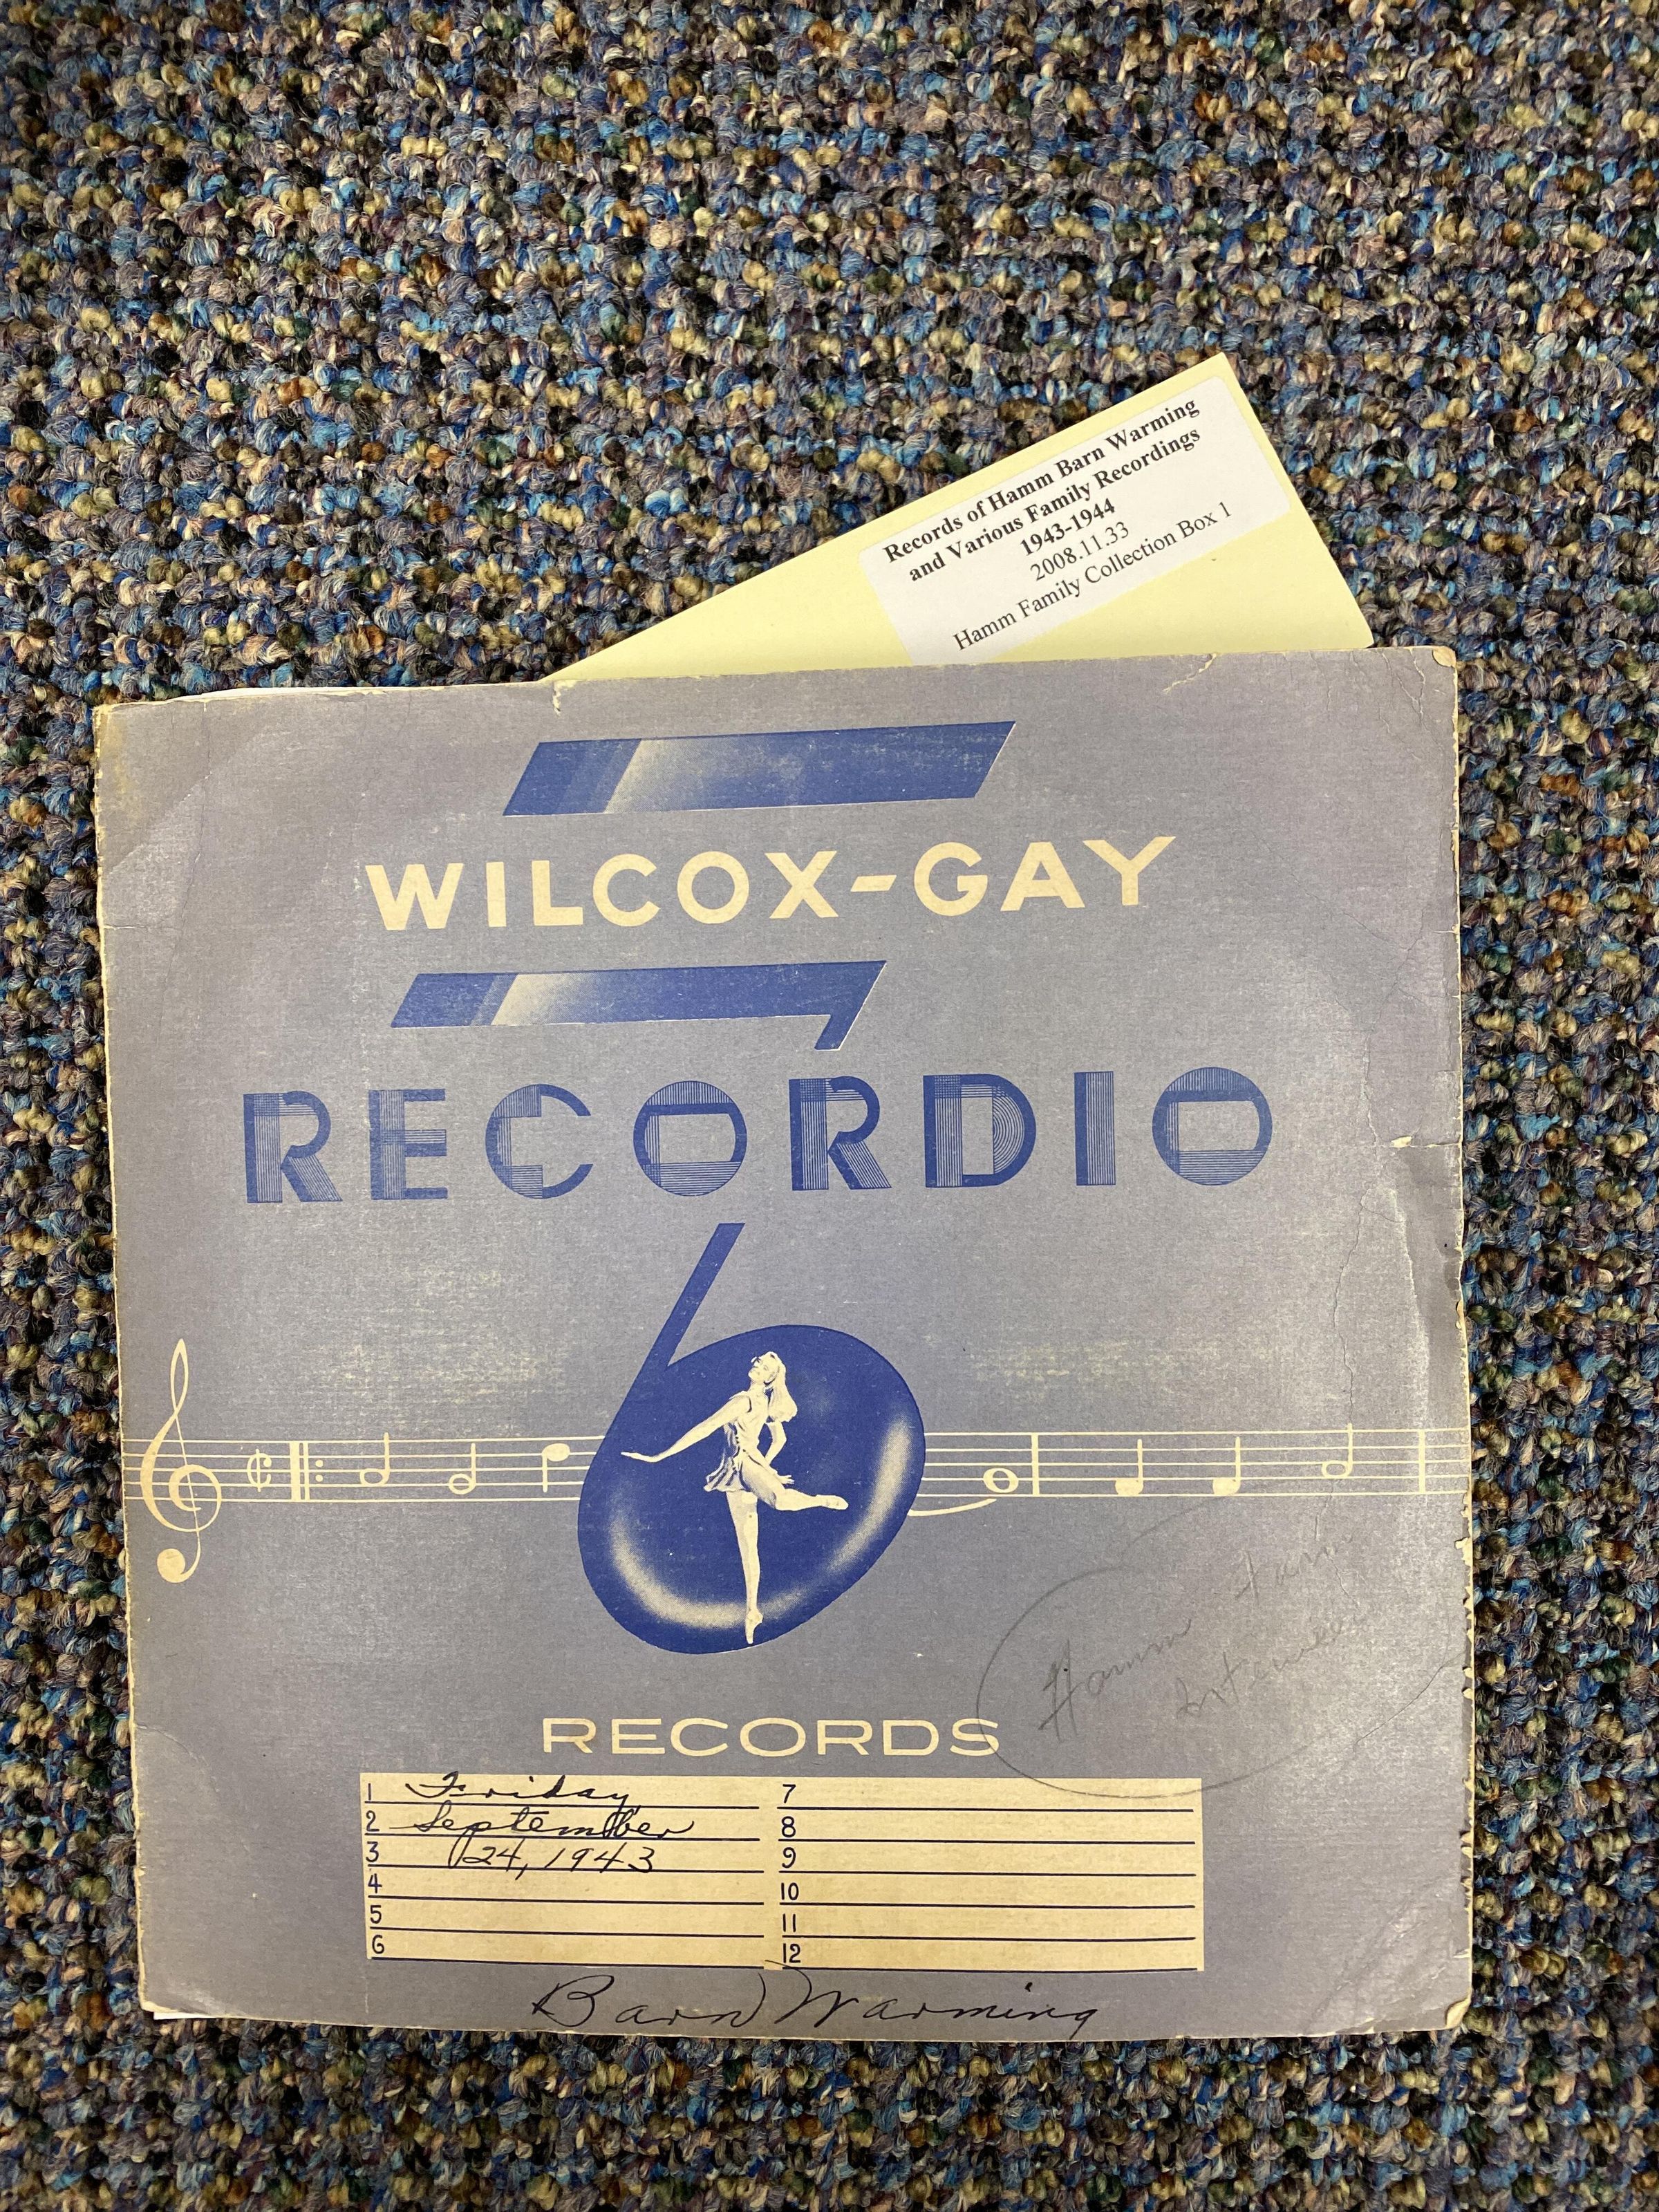 Records of Hamm Barn Warming
and Various Family Recordings
1943-1944
2008.11.33
Hamm Family Collection Box 1
WILCOX-GAY
RECORDIO
Hamm Farm
RECORDS
1 Friday,
2 September
3 24, 1943
4
5
6
7
8
9
10
11
12
Barn Warming